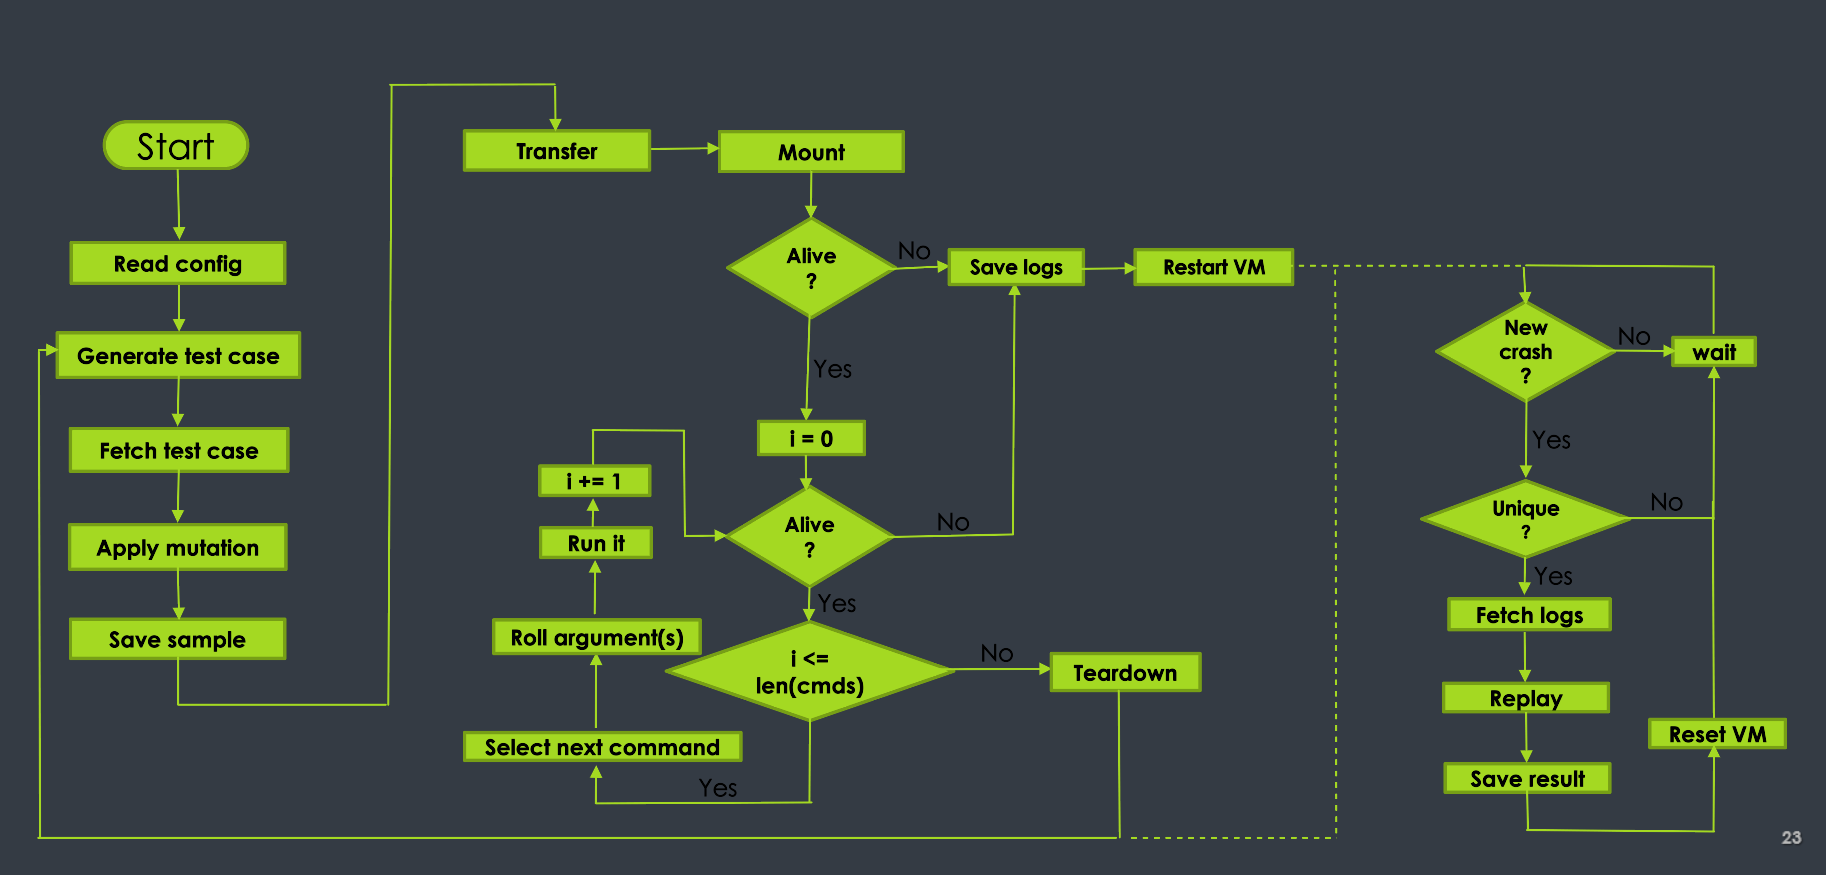 Start
Read config
Generate test case
Fetch test case
Apply mutation
Save sample
Transfer
Mount
Alive
?
No
Save logs
Restart VM
Yes
i = 0
i += 1
Run it
Alive
?
No
Yes
Roll argument(s)
i <=
len(cmds)
No
Teardown
Select next command
Yes
New
crash
?
No
wait
Yes
Unique
?
No
Yes
Fetch logs
Replay
Reset VM
Save result
23